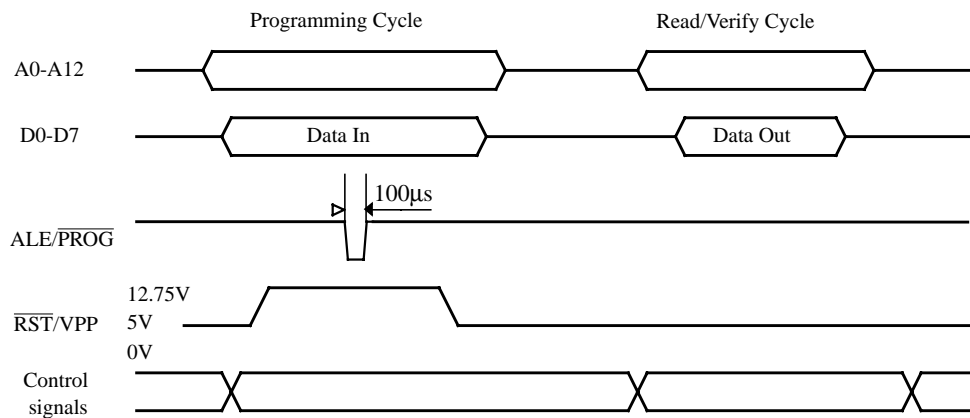 Programming Cycle Read/Verify Cycle
A0-A12
D0-D7 Data In Data Out
100µs
ALE/PROG
12.75V
RST/VPP 5V
0V
Control
signals